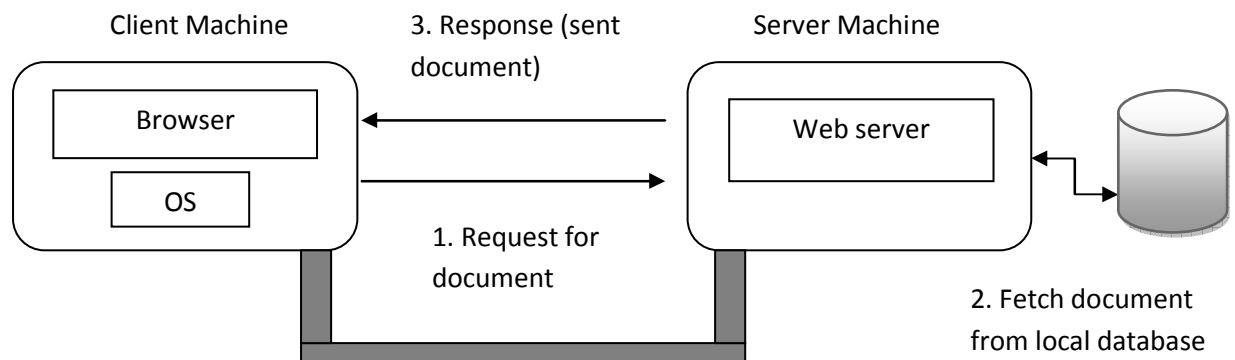 Client Machine
3. Response (sent
document)
Server Machine
Browser
Web server
OS
1. Request for
document
2. Fetch document
from local database